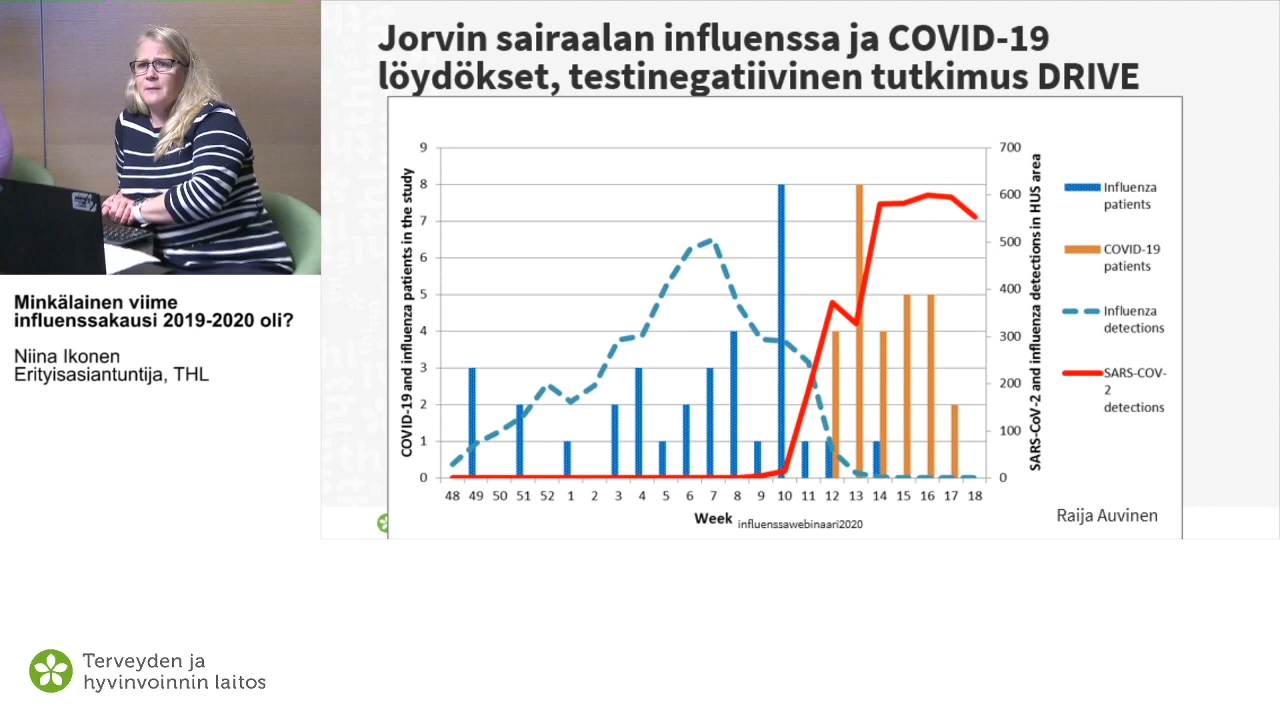 Jorvin sairaalan influenssa ja COVID-19
löydökset, testinegatiivinen tutkimus DRIVE
COVID-19 and influenza patients in the study
9
8
7
6
5
4
3
2
1
0
700
600
500
400
300
200
100
0
SARS-CoV-2 and influenza detections in HUS area
Influenza
patients
COVID-19
patients
Influenza
detections
SARS-COV-
2
detections
48 49 50 51 52 1 2 3 4 5 6 7 8 9 10 11 12 13 14 15 16 17 18
Week
influenssawebinaari2020
Raija Auvinen
Minkälainen viime
influenssakausi 2019-2020 oli?
Niina Ikonen
Erityisasiantuntija, THL
Terveyden ja
hyvinvoinnin laitos